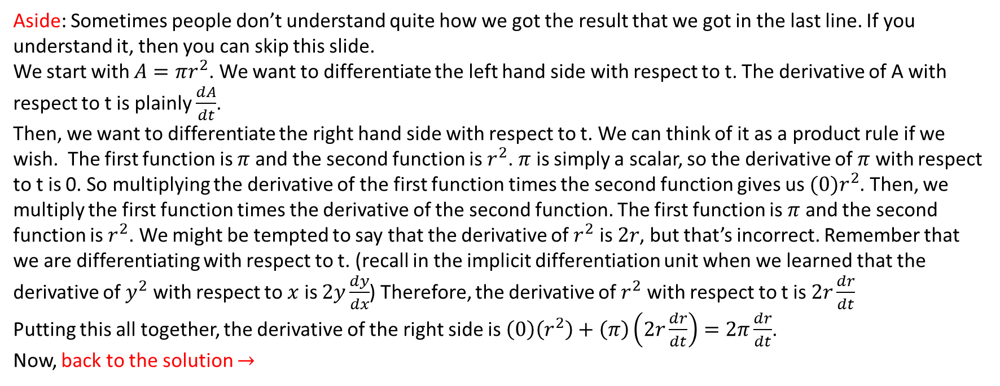 Aside: Sometimes people don’t understand quite how we got the result that we got in the last line. If you
understand it, then you can skip this slide.
We start with $A = \pi r^2$. We want to differentiate the left hand side with respect to t. The derivative of A with
respect to t is plainly $\frac{dA}{dt}$.
Then, we want to differentiate the right hand side with respect to t. We can think of it as a product rule if we
wish.  The first function is $\pi$ and the second function is $r^2$. $\pi$ is simply a scalar, so the derivative of $\pi$ with respect
to t is 0. So multiplying the derivative of the first function times the second function gives us $(0)r^2$. Then, we
multiply the first function times the derivative of the second function. The first function is $\pi$ and the second
function is $r^2$. We might be tempted to say that the derivative of $r^2$ is $2r$, but that’s incorrect. Remember that
we are differentiating with respect to t. (recall in the implicit differentiation unit when we learned that the
derivative of $y^2$ with respect to $x$ is $2y\frac{dy}{dx}$) Therefore, the derivative of $r^2$ with respect to t is $2r\frac{dr}{dt}$
Putting this all together, the derivative of the right side is $(0)(r^2) + (\pi)\left(2r\frac{dr}{dt}\right) = 2\pi\frac{dr}{dt}$.
Now, back to the solution →